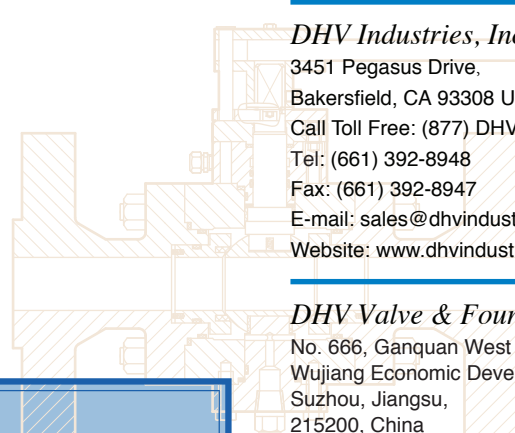 DHV Industries, Inc
3451 Pegasus Drive,
Bakersfield, CA 93308 U
Call Toll Free: (877) DHV
Tel: (661) 392-8948
Fax: (661) 392-8947
E-mail: sales@dhvindust
Website: www.dhvindust
DHV Valve & Four
No. 666, Ganquan West
Wujiang Economic Deve
Suzhou, Jiangsu,
215200, China